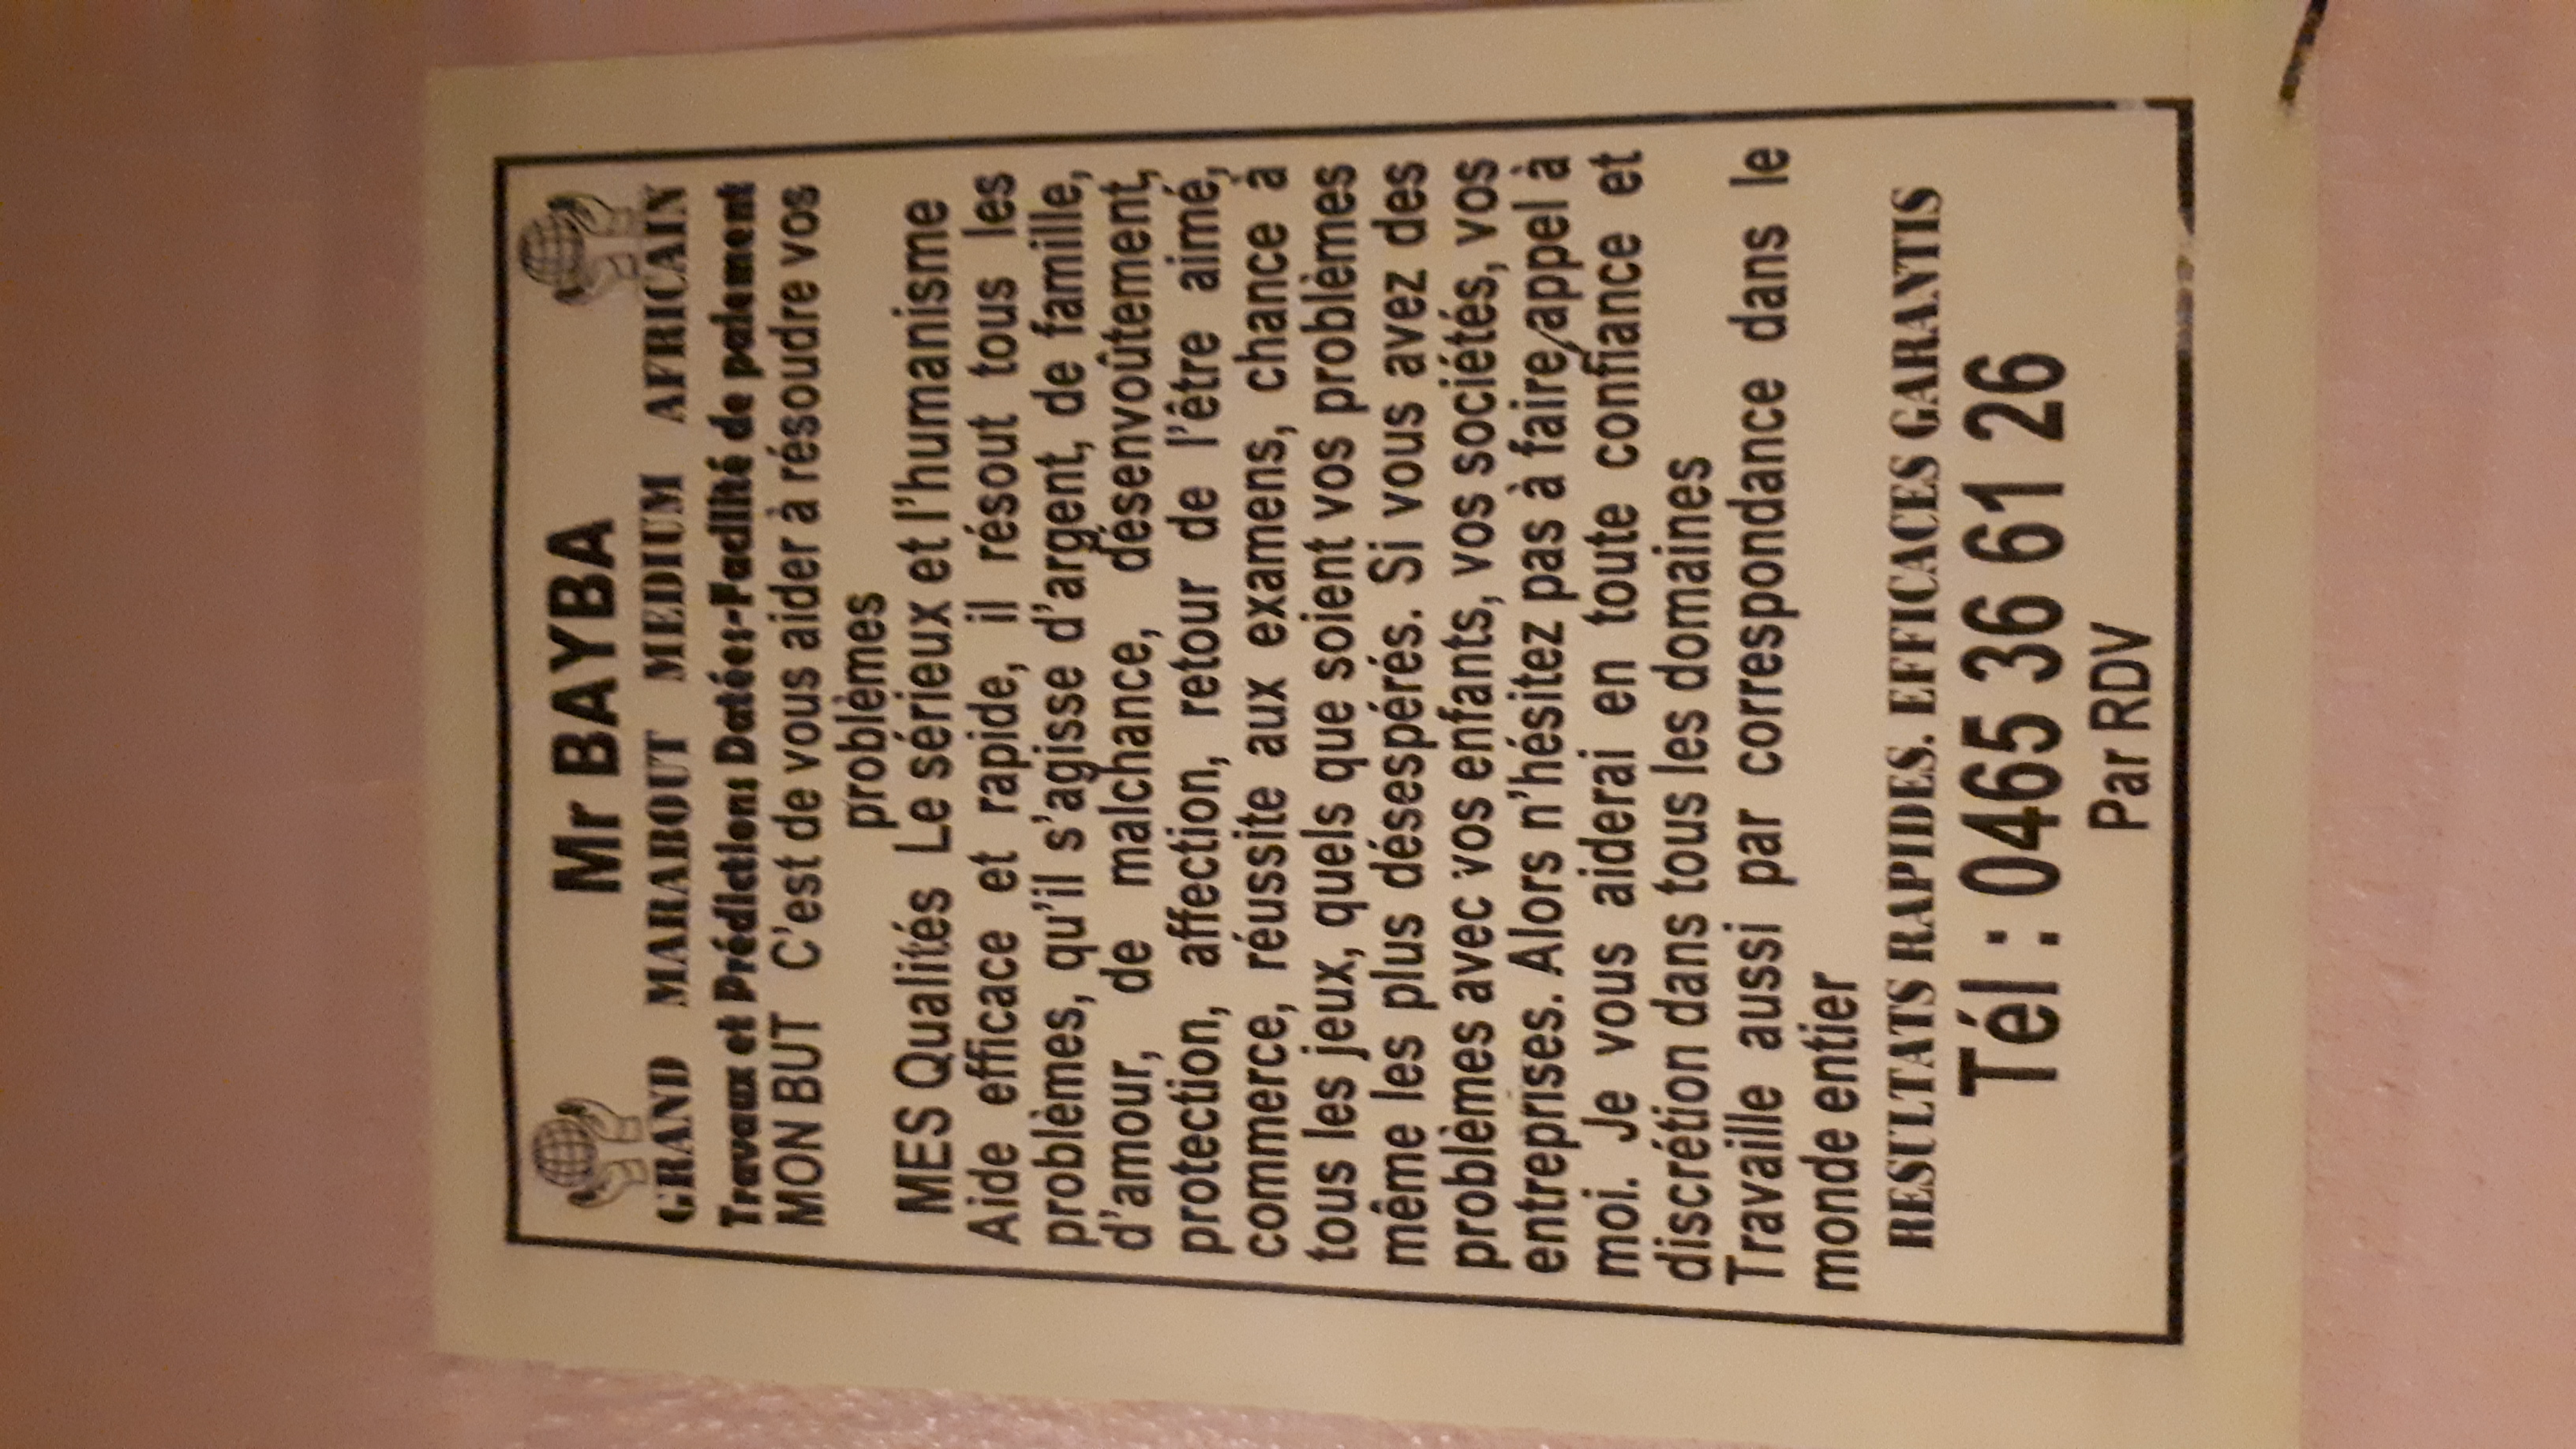 Mr BAYBA
GRAND MARABOUT MEDIUM AFRICAIN
Travaux et Prédictions Datées-Facilité de paiement
MON BUT C'est de vous aider à résoudre vos
problèmes
MES Qualités Le sérieux et l'humanisme
Aide efficace et rapide, il résout tous les
problèmes, qu'il s'agisse d'argent, de famille,
d'amour, de malchance, désenvoûtement,
protection, affection, retour de l'être aimé,
commerce, réussite aux examens, chance à
tous les jeux, quels que soient vos problèmes
même les plus désespérés. Si vous avez des
problèmes avec vos enfants, vos sociétés, vos
entreprises. Alors n'hésitez pas à faire appel à
moi. Je vous aiderai en toute confiance et
discrétion dans tous les domaines
Travaille aussi par correspondance dans le
monde entier
RESULTATS RAPIDES. EFFICACES GARANTIS
Tél : 0465 36 61 26
Par RDV